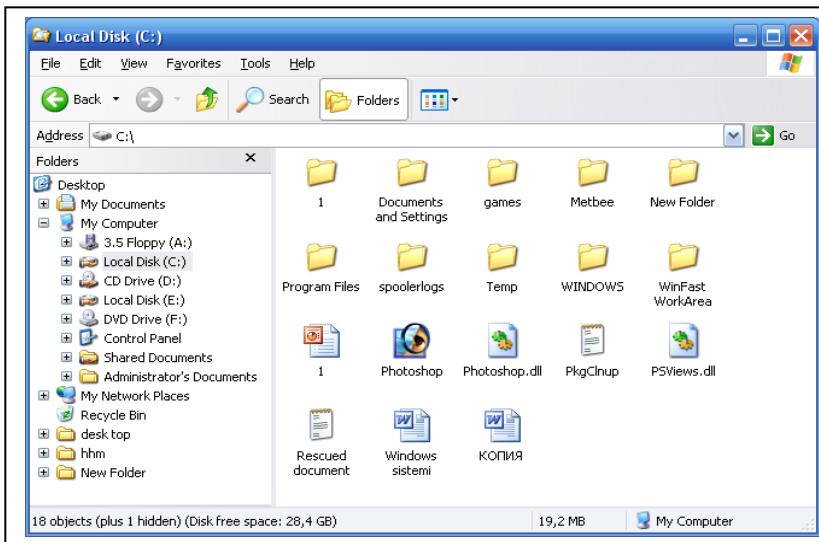 Local Disk (C:)
File Edit View Favorites Tools Help
Back Search Folders
Address C:\ Go
Folders x
Desktop
My Documents
My Computer
3.5 Floppy (A:)
Local Disk (C:)
CD Drive (D:)
Local Disk (E:)
DVD Drive (F:)
Control Panel
Shared Documents
Administrator's Documents
My Network Places
Recycle Bin
desk top
hhm
New Folder
1 Documents and Settings games Metbee New Folder
Program Files spoolerlogs Temp WINDOWS WinFast WorkArea
1 Photoshop Photoshop.dll PkgClnup PSViews.dll
Rescued document Windows sistemi КОПИЯ
18 objects (plus 1 hidden) (Disk free space: 28,4 GB) 19,2 MB My Computer